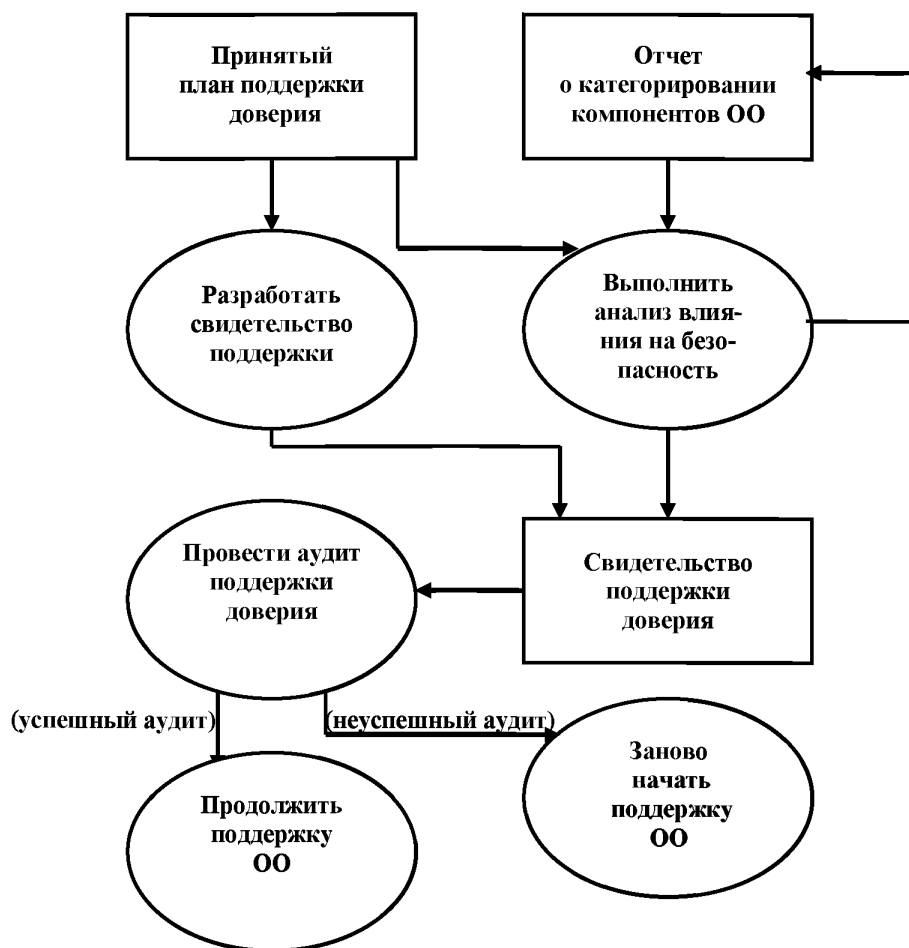 Принятый
план поддержки
доверия
Отчет
о категорировании
компонентов ОО
Разработать
свидетельство
поддержки
Выполнить
анализ влия-
ния на безо-
пасность
Провести аудит
поддержки
доверия
Свидетельство
поддержки
доверия
(успешный аудит)
(неуспешный аудит)
Продолжить
поддержку
ОО
Заново
начать
поддержку
ОО